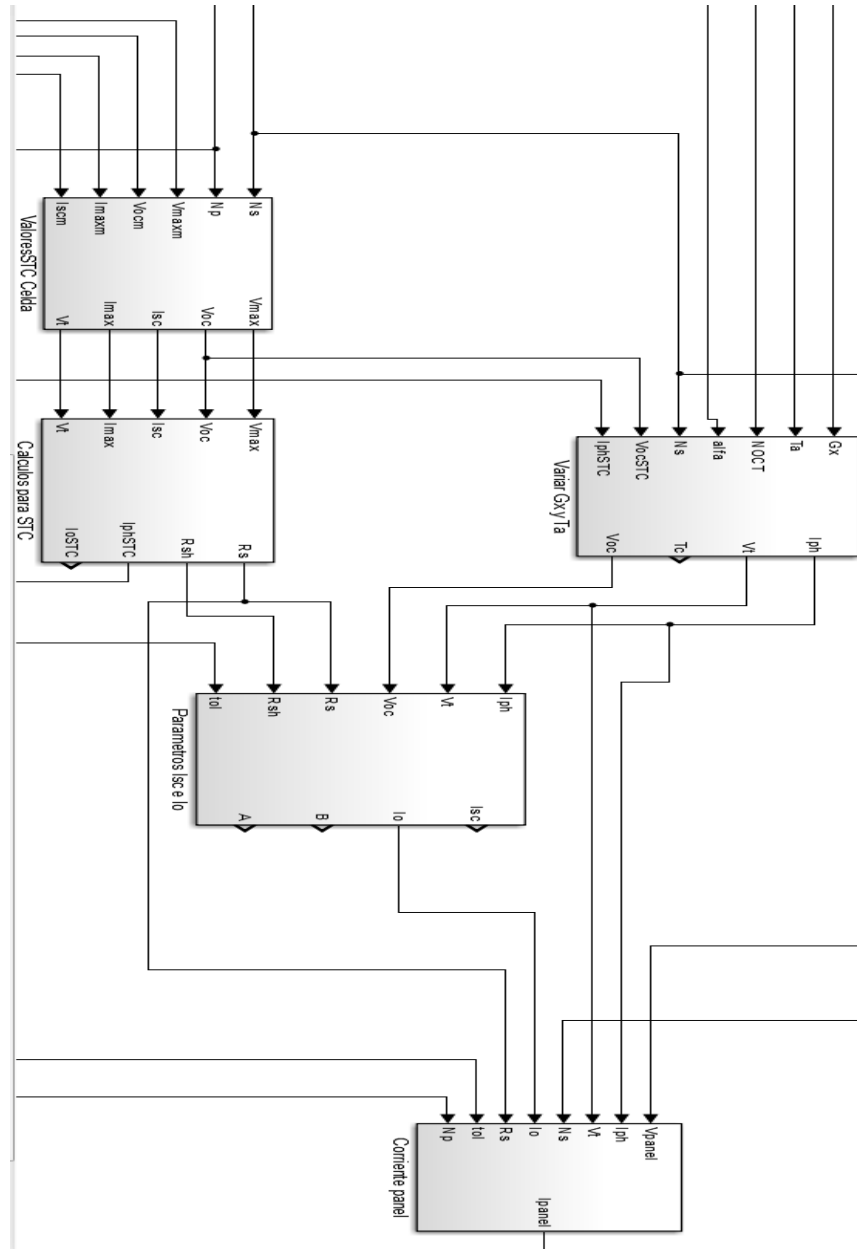 Ns
Np
Vmaxm
Vocm
Imaxm
Iscm
Vmax
Voc
Isc
Imax
Vt
ValoresSTC Celda
Vmax
Voc
Isc
Imax
Vt
Rs
Rsh
IphSTC
IoSTC
Calculos para STC
Gx
Ta
NOCT
alfa
Ns
VocSTC
IphSTC
Iph
Vt
Tc
Voc
Variar Gx y Ta
Iph
Vt
Voc
Rs
Rsh
tol
Isc
Io
B
A
Parametros Isc e Io
Vpanel
Iph
Vt
Ns
Io
Rs
tol
Np
Ipanel
Corriente panel